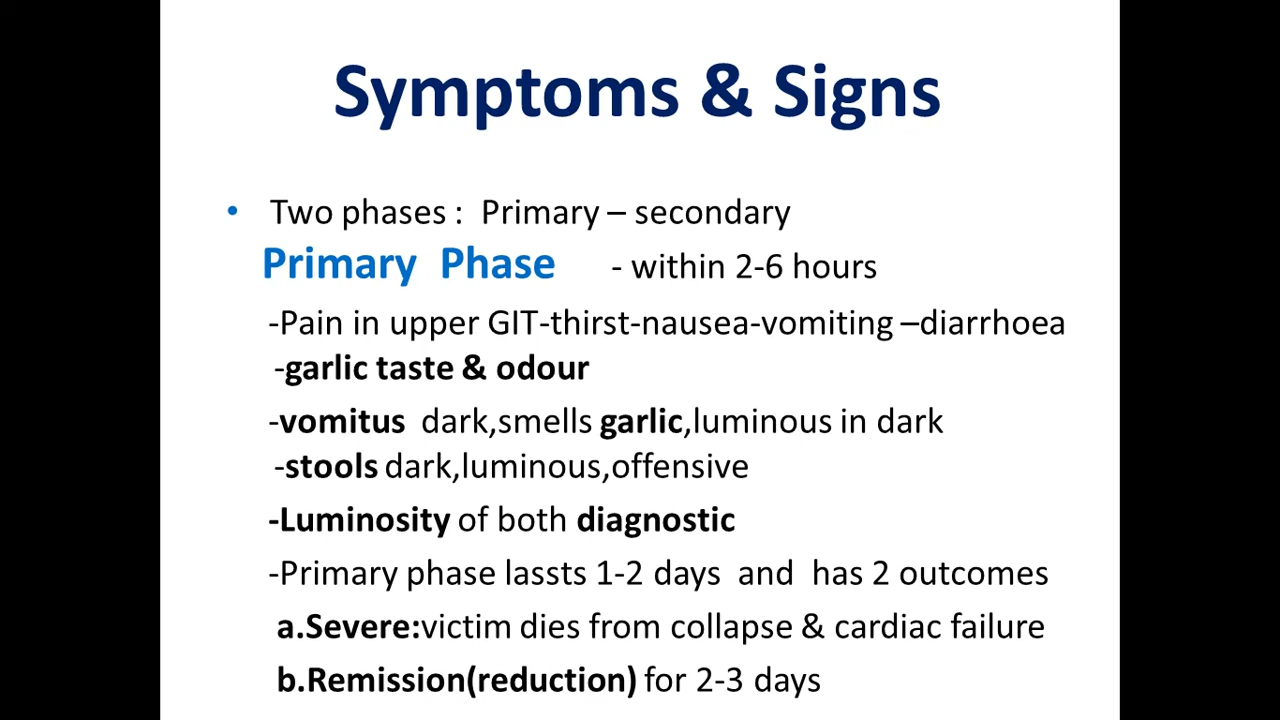 Symptoms & Signs
• Two phases : Primary – secondary
Primary Phase - within 2-6 hours
-Pain in upper GIT-thirst-nausea-vomiting –diarrhoea
-garlic taste & odour
-vomitus dark,smells garlic,luminous in dark
-stools dark,luminous,offensive
-Luminosity of both diagnostic
-Primary phase lassts 1-2 days and has 2 outcomes
a.Severe:victim dies from collapse & cardiac failure
b.Remission(reduction) for 2-3 days